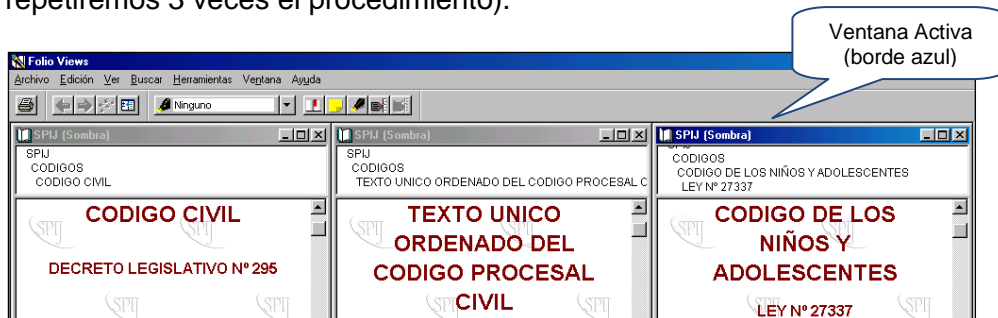 repetiremos 3 veces el procedimiento).
Ventana Activa
(borde azul)
Folio Views
Archivo Edición Ver Buscar Herramientas Ventana Ayuda
Ninguno
SPIJ (Sombra)
SPIJ
CODIGOS
CODIGO CIVIL
CODIGO CIVIL
DECRETO LEGISLATIVO Nº 295
SPIJ (Sombra)
SPIJ
CODIGOS
TEXTO UNICO ORDENADO DEL CODIGO PROCESAL C
TEXTO UNICO
ORDENADO DEL
CODIGO PROCESAL
CIVIL
SPIJ (Sombra)
SPIJ
CODIGOS
CODIGO DE LOS NIÑOS Y ADOLESCENTES
LEY Nº 27337
CODIGO DE LOS
NIÑOS Y
ADOLESCENTES
LEY Nº 27337